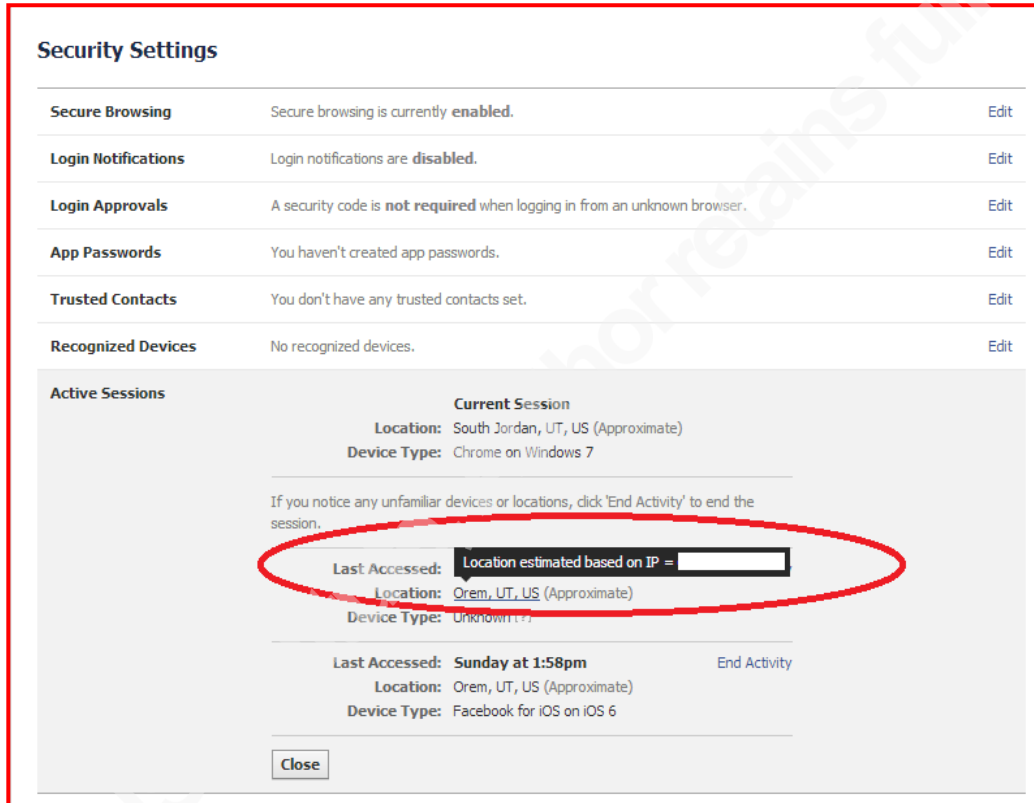 Security Settings
Secure Browsing Secure browsing is currently enabled. Edit
Login Notifications Login notifications are disabled. Edit
Login Approvals A security code is not required when logging in from an unknown browser. Edit
App Passwords You haven't created app passwords. Edit
Trusted Contacts You don't have any trusted contacts set. Edit
Recognized Devices No recognized devices. Edit
Active Sessions
Current Session
Location: South Jordan, UT, US (Approximate)
Device Type: Chrome on Windows 7
If you notice any unfamiliar devices or locations, click 'End Activity' to end the
session.
Location estimated based on IP =
Last Accessed:
Location: Orem, UT, US (Approximate)
Device Type: Unknown [?]
Last Accessed: Sunday at 1:58pm End Activity
Location: Orem, UT, US (Approximate)
Device Type: Facebook for iOS on iOS 6
Close
retains